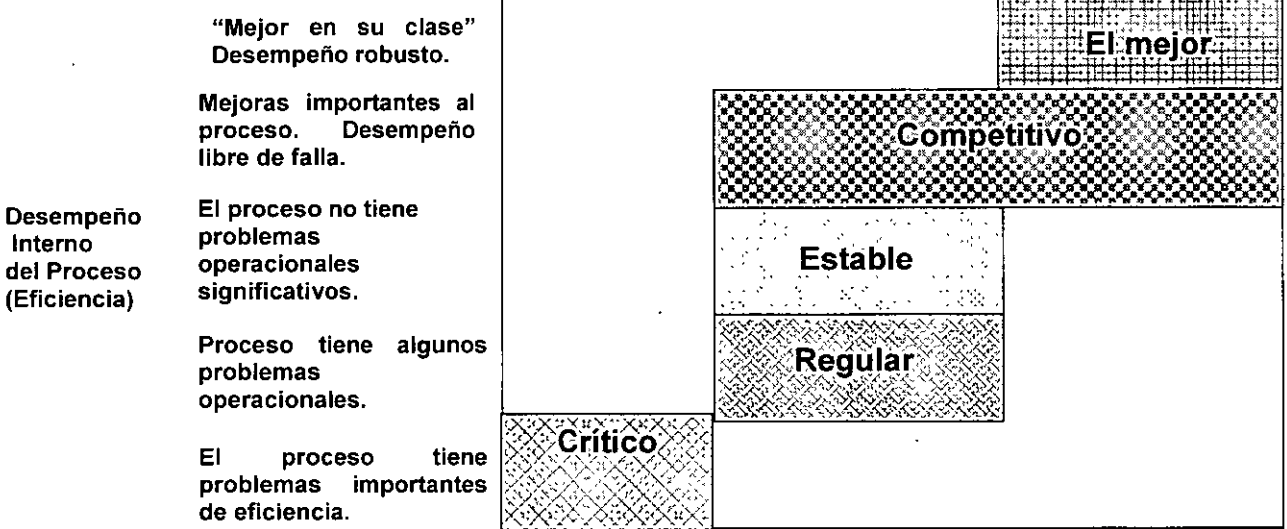 “Mejor en su clase”
Desempeño robusto.
El mejor
Mejoras importantes al
proceso. Desempeño
libre de falla.
Competitivo
Desempeño
Interno
del Proceso
(Eficiencia)
El proceso no tiene
problemas
operacionales
significativos.
Estable
Proceso tiene algunos
problemas
operacionales.
Regular
Crítico
El proceso tiene
problemas importantes
de eficiencia.